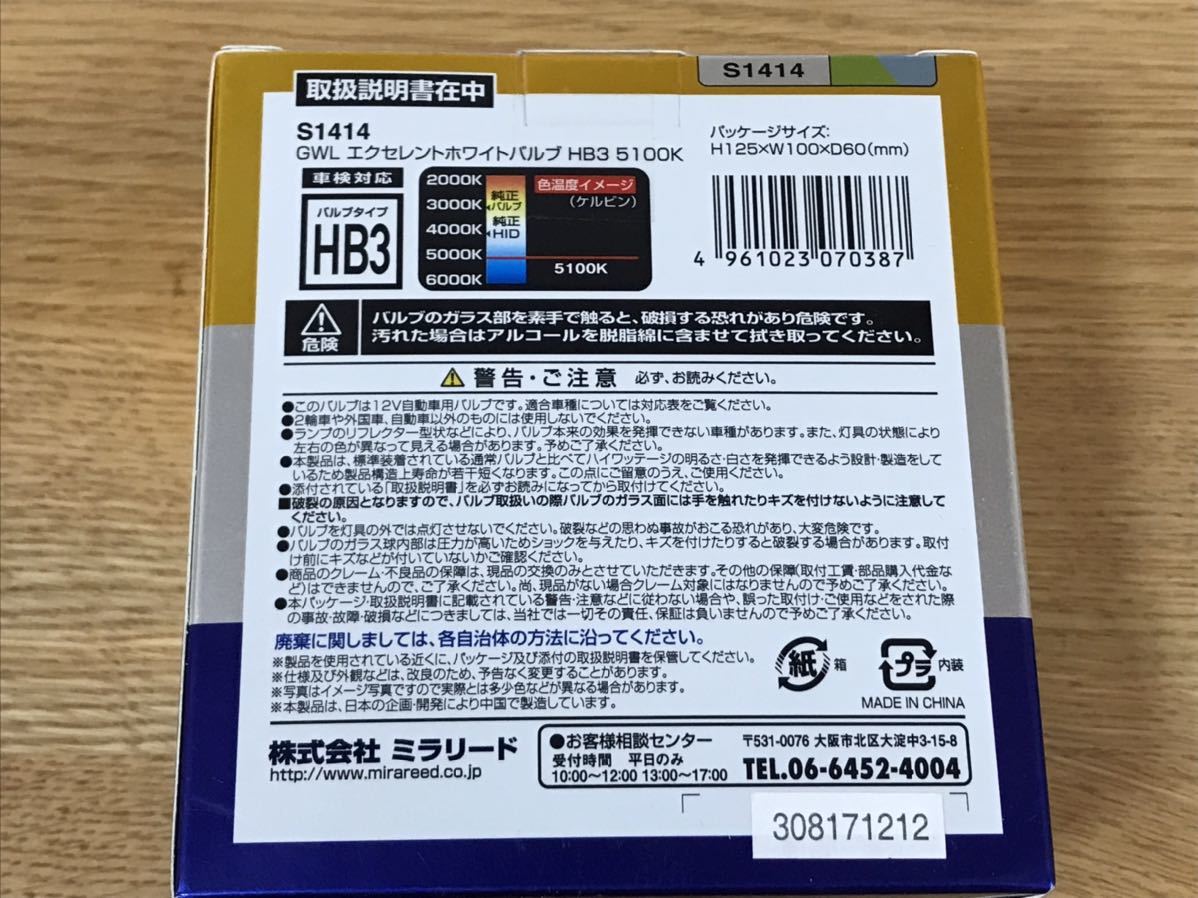 S1414
取扱説明書在中
S1414
GWL エクセレントホワイトバルブ HB3 5100K
パッケージサイズ:
H125×W100×D60(mm)
車検対応
バルブタイプ
HB3
2000K
3000K
4000K
5000K
6000K
純正
バルブ
純正
HID
色温度イメージ
(ケルビン)
5100K
4 961023 070387
危険
バルブのガラス部を素手で触ると、破損する恐れがあり危険です。
汚れた場合はアルコールを脱脂綿に含ませて拭き取ってください。
警告・ご注意 必ず、お読みください。
●このバルブは12V自動車用バルブです。適合車種については対応表をご覧ください。
●2輪車や外国車、自動車以外のものには使用しないでください。
●ランプのリフレクター型状などにより、バルブ本来の効果を発揮できない車種があります。また、灯具の状態により
左右の色が異なって見える場合があります。予めご了承ください。
●本製品は、標準装着されている通常バルブと比べてハイワッテージの明るさ・白さを発揮できるよう設計・製造をして
いるため製品構造上寿命が若干短くなります。この点にご留意のうえ、ご使用ください。
●添付されている「取扱説明書」を必ずお読みになってから取付けてください。
■破裂の原因となりますので、バルブ取扱いの際バルブのガラス面には手を触れたりキズを付けないように注意して
ください。
●バルブを灯具の外では点灯させないでください。破裂などの思わぬ事故がおこる恐れがあり、大変危険です。
●バルブのガラス球内部は圧力が高いためショックを与えたり、キズを付けたりすると破裂する場合があります。取付
け前にキズなどが付いていないかご確認ください。
●商品のクレーム・不良品の保障は、現品の交換のみとさせていただきます。その他の保障(取付工賃・部品購入代金な
ど)はできませんので、ご了承ください。尚、現品がない場合クレーム対象にはなりませんので予めご了承ください。
●本パッケージ・取扱説明書に記載されている警告・注意などに従わない場合や、誤った取付け・ご使用などをされた際
の事故・故障・破損などにつきましては、当社では一切その責任、保証は負いませんので予めご了承ください。
廃棄に関しましては、各自治体の方法に沿ってください。
※製品を使用されている近くに、パッケージ及び添付の取扱説明書を保管してください。
※仕様及び外観などは、改良のため、予告なく変更することがあります。
※写真はイメージ写真ですので実際とは多少色などが異なる場合があります。
※本製品は、日本の企画・開発により中国で製造しています。
紙 箱
プラ 内装
MADE IN CHINA
株式会社 ミラリード
http://www.mirareed.co.jp
●お客様相談センター
受付時間 平日のみ
10:00〜12:00 13:00〜17:00
〒531-0076 大阪市北区大淀中3-15-8
TEL.06-6452-4004
308171212